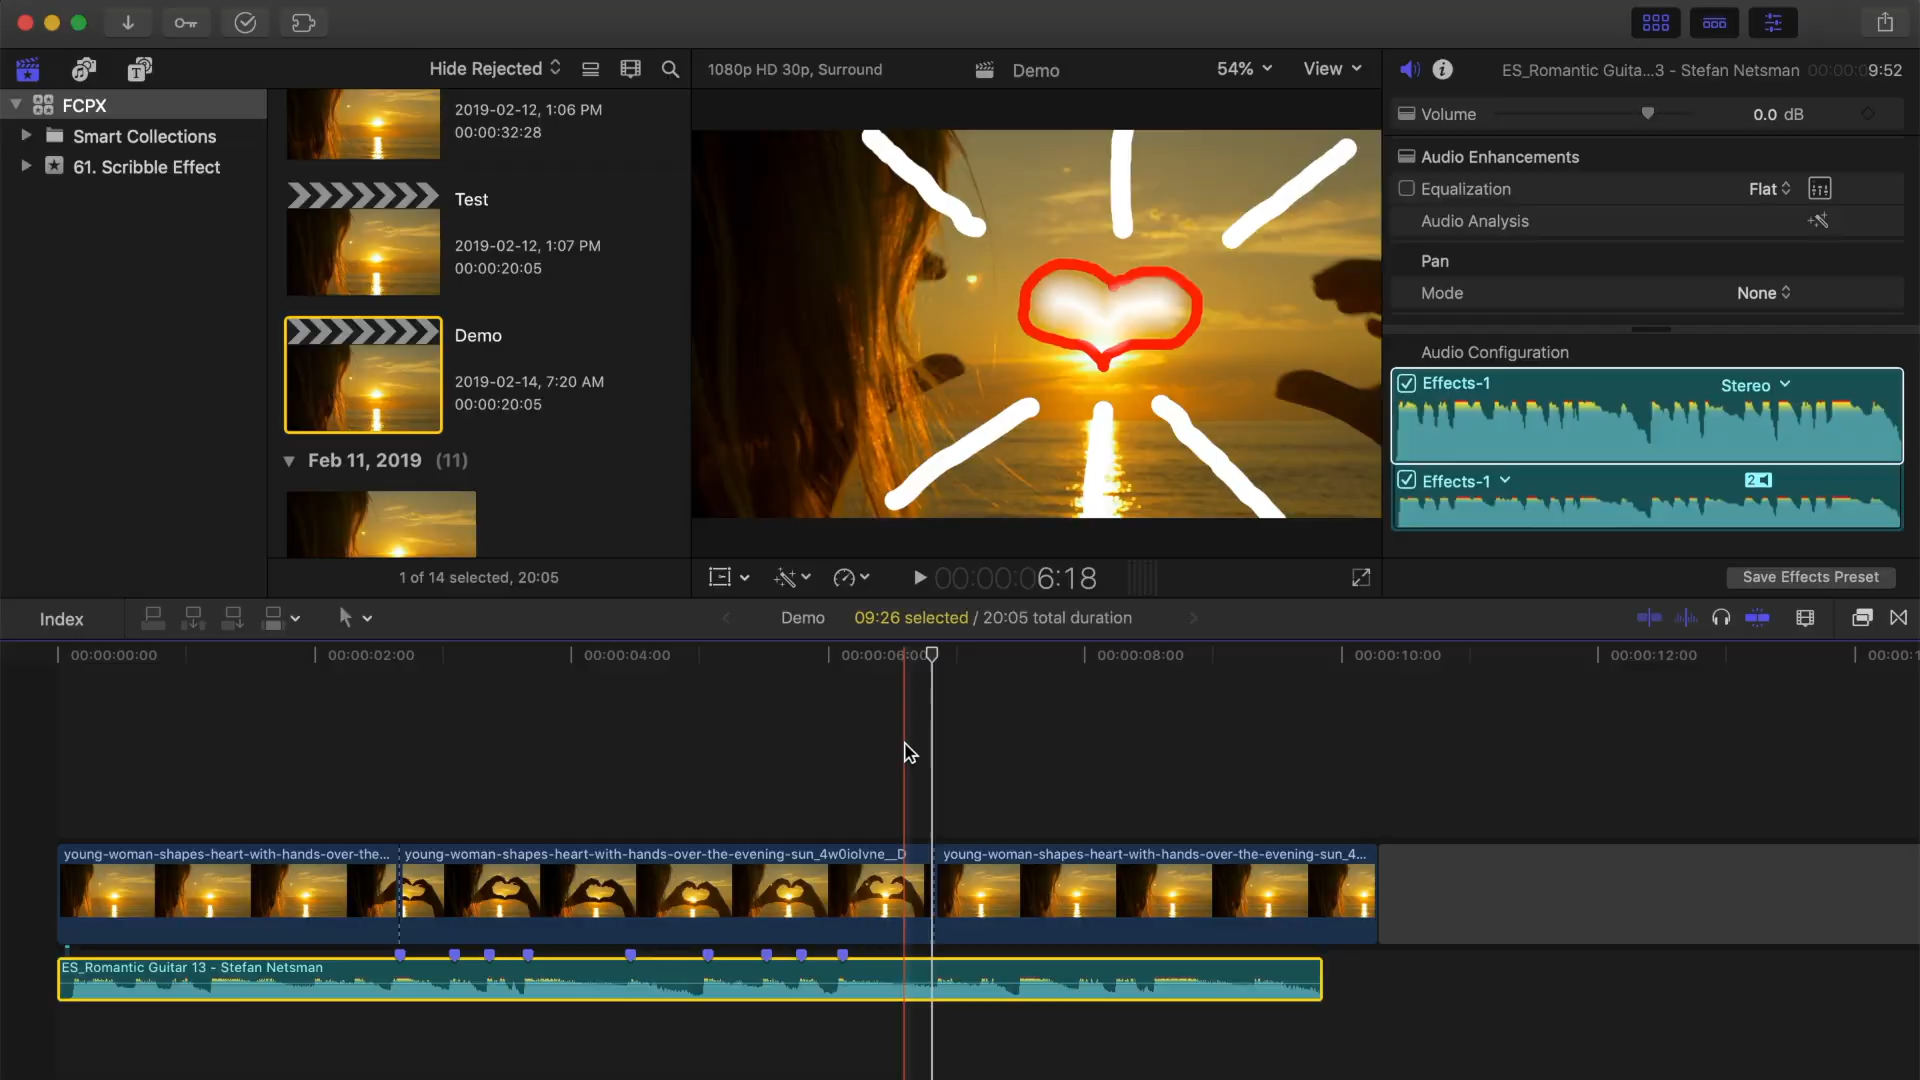 Hide Rejected
1080p HD 30p, Surround
Demo
54%
View
ES_Romantic Guita...3 - Stefan Netsman
00:00:09:52
FCPX
Smart Collections
61. Scribble Effect
2019-02-12, 1:06 PM
00:00:32:28
Test
2019-02-12, 1:07 PM
00:00:20:05
Demo
2019-02-14, 7:20 AM
00:00:20:05
Feb 11, 2019 (11)
1 of 14 selected, 20:05
Volume
0.0 dB
Audio Enhancements
Equalization
Flat
Audio Analysis
Pan
Mode
None
Audio Configuration
Effects-1
Stereo
Effects-1
2
Save Effects Preset
00:00:06:18
Index
Demo
09:26 selected / 20:05 total duration
00:00:00:00
00:00:02:00
00:00:04:00
00:00:06:00
00:00:08:00
00:00:10:00
00:00:12:00
00:00:1
young-woman-shapes-heart-with-hands-over-the...
young-woman-shapes-heart-with-hands-over-the-evening-sun_4w0iolvne__D
young-woman-shapes-heart-with-hands-over-the-evening-sun_4...
ES_Romantic Guitar 13 - Stefan Netsman